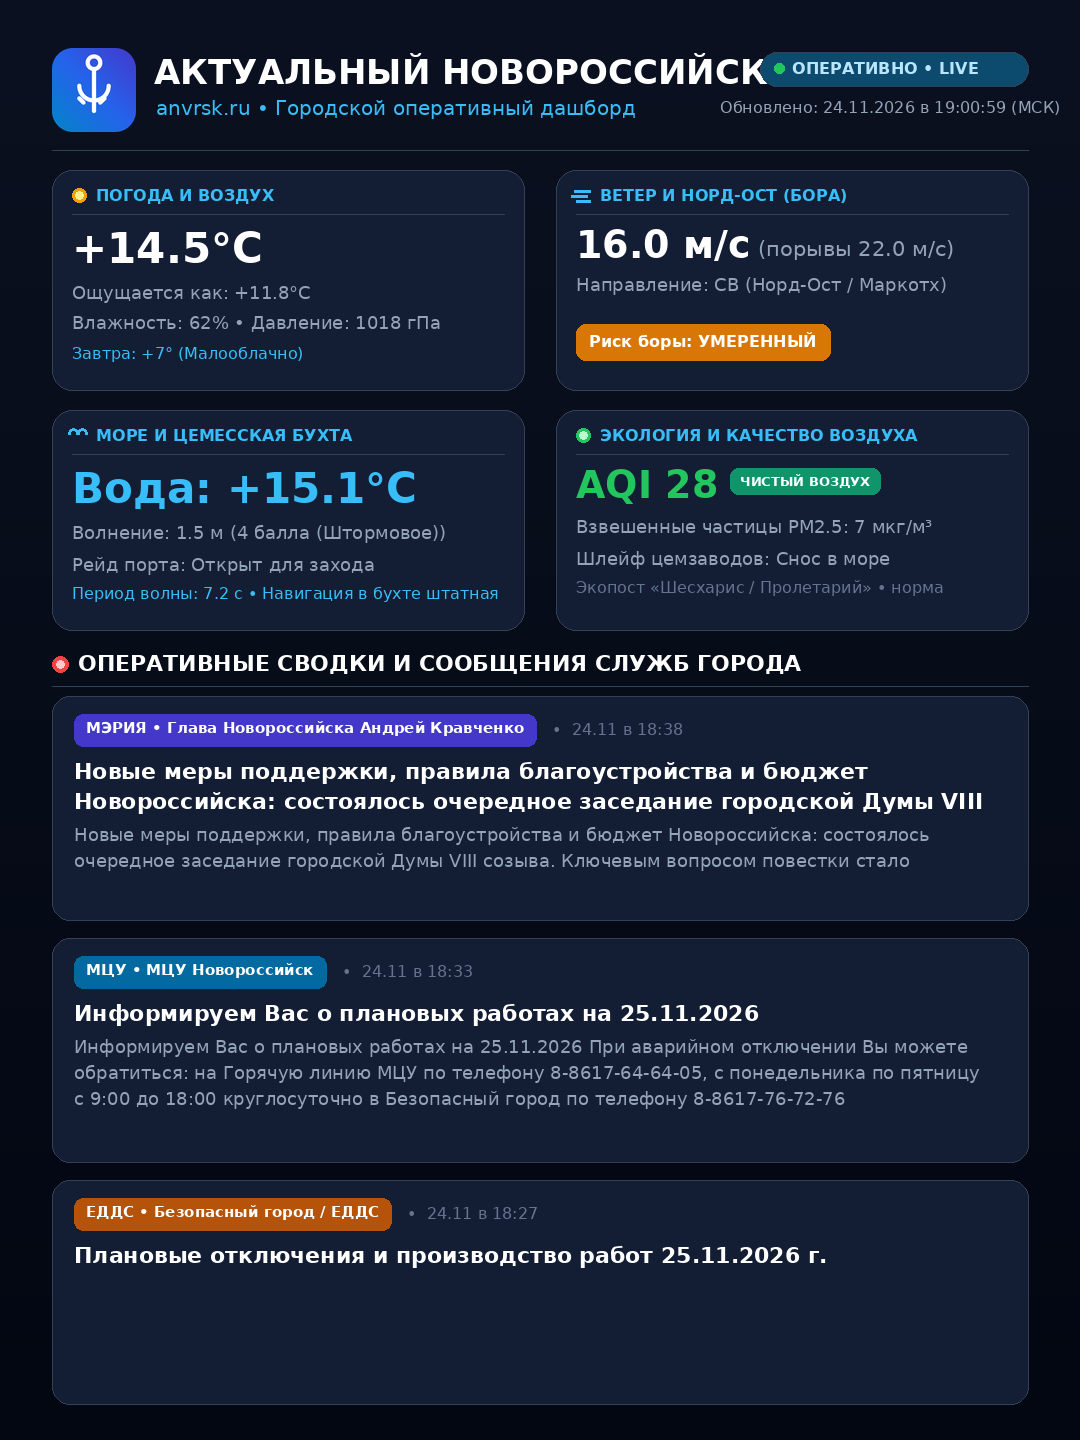 АКТУАЛЬНЫЙ НОВОРОССИЙСК
ОПЕРАТИВНО • LIVE
anvrsk.ru • Городской оперативный дашборд
Обновлено: 24.11.2026 в 19:00:59 (МСК)
ПОГОДА И ВОЗДУХ
+14.5°C
Ощущается как: +11.8°C
Влажность: 62% • Давление: 1018 гПа
Завтра: +7° (Малооблачно)
ВЕТЕР И НОРД-ОСТ (БОРА)
16.0 м/с (порывы 22.0 м/с)
Направление: СВ (Норд-Ост / Маркотх)
Риск боры: УМЕРЕННЫЙ
МОРЕ И ЦЕМЕССКАЯ БУХТА
Вода: +15.1°C
Волнение: 1.5 м (4 балла (Штормовое))
Рейд порта: Открыт для захода
Период волны: 7.2 с • Навигация в бухте штатная
ЭКОЛОГИЯ И КАЧЕСТВО ВОЗДУХА
AQI 28 ЧИСТЫЙ ВОЗДУХ
Взвешенные частицы PM2.5: 7 мкг/м³
Шлейф цемзаводов: Снос в море
Экопост «Шесхарис / Пролетарий» • норма
ОПЕРАТИВНЫЕ СВОДКИ И СООБЩЕНИЯ СЛУЖБ ГОРОДА
МЭРИЯ • Глава Новороссийска Андрей Кравченко • 24.11 в 18:38
Новые меры поддержки, правила благоустройства и бюджет
Новороссийска: состоялось очередное заседание городской Думы VIII
Новые меры поддержки, правила благоустройства и бюджет Новороссийска: состоялось
очередное заседание городской Думы VIII созыва. Ключевым вопросом повестки стало
МЦУ • МЦУ Новороссийск • 24.11 в 18:33
Информируем Вас о плановых работах на 25.11.2026
Информируем Вас о плановых работах на 25.11.2026 При аварийном отключении Вы можете
обратиться: на Горячую линию МЦУ по телефону 8-8617-64-64-05, с понедельника по пятницу
с 9:00 до 18:00 круглосуточно в Безопасный город по телефону 8-8617-76-72-76
ЕДДС • Безопасный город / ЕДДС • 24.11 в 18:27
Плановые отключения и производство работ 25.11.2026 г.